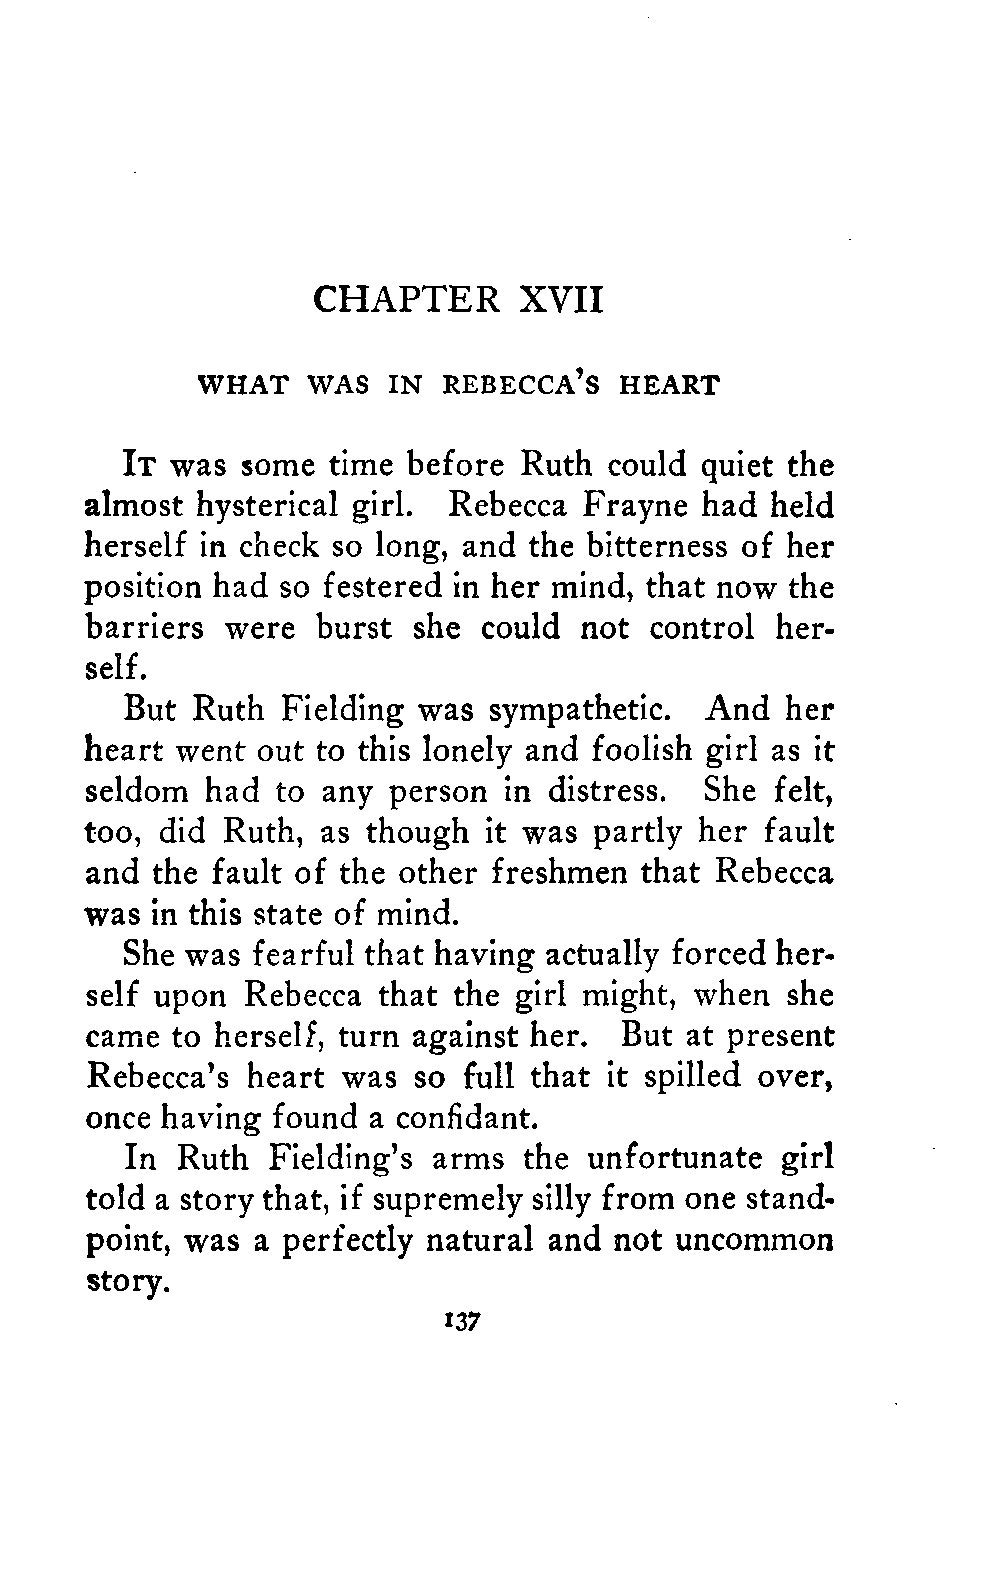 CHAPTER XVII
WHAT WAS IN REBECCA'S HEART
IT was some time before Ruth could quiet the
almost hysterical girl. Rebecca Frayne had held
herself in check so long, and the bitterness of her
position had so festered in her mind, that now the
barriers were burst she could not control her-
self.
But Ruth Fielding was sympathetic. And her
heart went out to this lonely and foolish girl as it
seldom had to any person in distress. She felt,
too, did Ruth, as though it was partly her fault
and the fault of the other freshmen that Rebecca
was in this state of mind.
She was fearful that having actually forced her-
self upon Rebecca that the girl might, when she
came to herself, turn against her. But at present
Rebecca's heart was so full that it spilled over,
once having found a confidant.
In Ruth Fielding's arms the unfortunate girl
told a story that, if supremely silly from one stand-
point, was a perfectly natural and not uncommon
story.
137